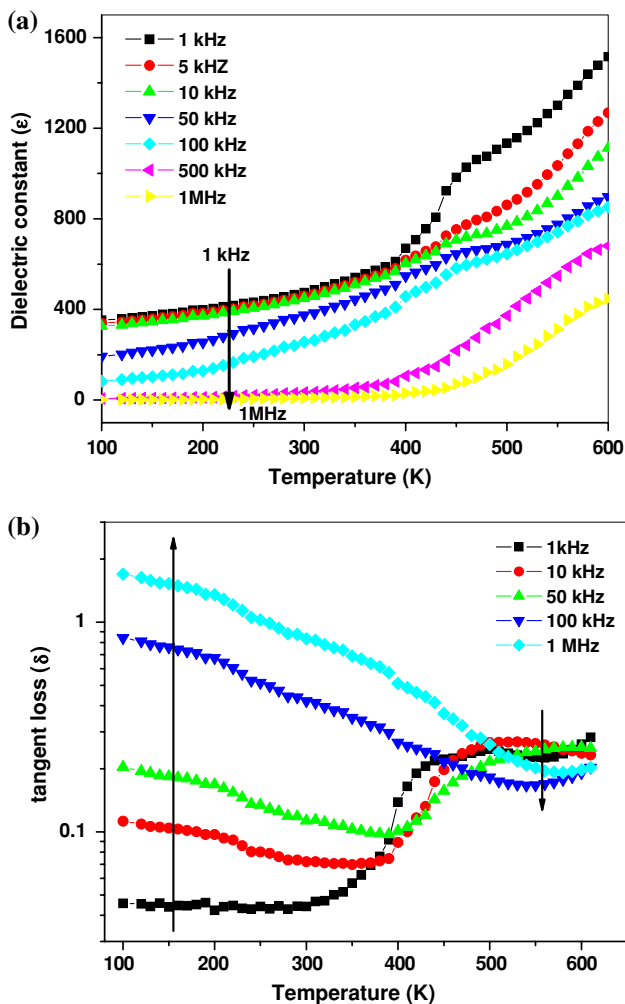 (a)
1600
1200
800
400
0
Dielectric constant (ε)
1 kHz
5 kHZ
10 kHz
50 kHz
100 kHz
500 kHz
1MHz
1 kHz
1MHz
100 200 300 400 500 600
Temperature (K)
(b)
1
0.1
tangent loss (δ)
1kHz
10 kHz
50 kHz
100 kHz
1 MHz
100 200 300 400 500 600
Temperature (K)